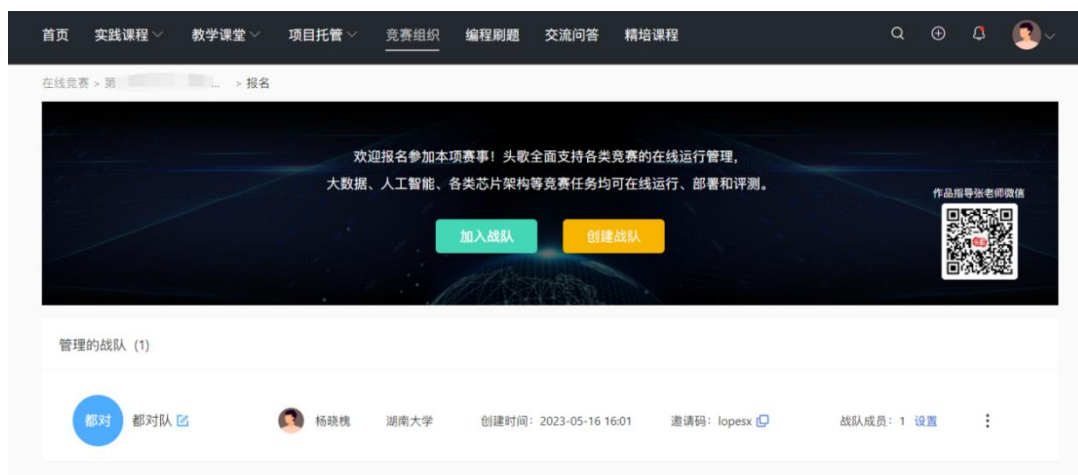 首页 实践课程 教学课堂 项目托管 竞赛组织 编程刷题 交流问答 精培课程
在线竞赛 > 第 ... > 报名
欢迎报名参加本项赛事！头歌全面支持各类竞赛的在线运行管理，
大数据、人工智能、各类芯片架构等竞赛任务均可在线运行、部署和评测。
作品指导张老师微信
加入战队 创建战队
管理的战队 (1)
都对 都对队 杨晓槐 湖南大学 创建时间：2023-05-16 16:01 邀请码：lopesx 战队成员：1 设置